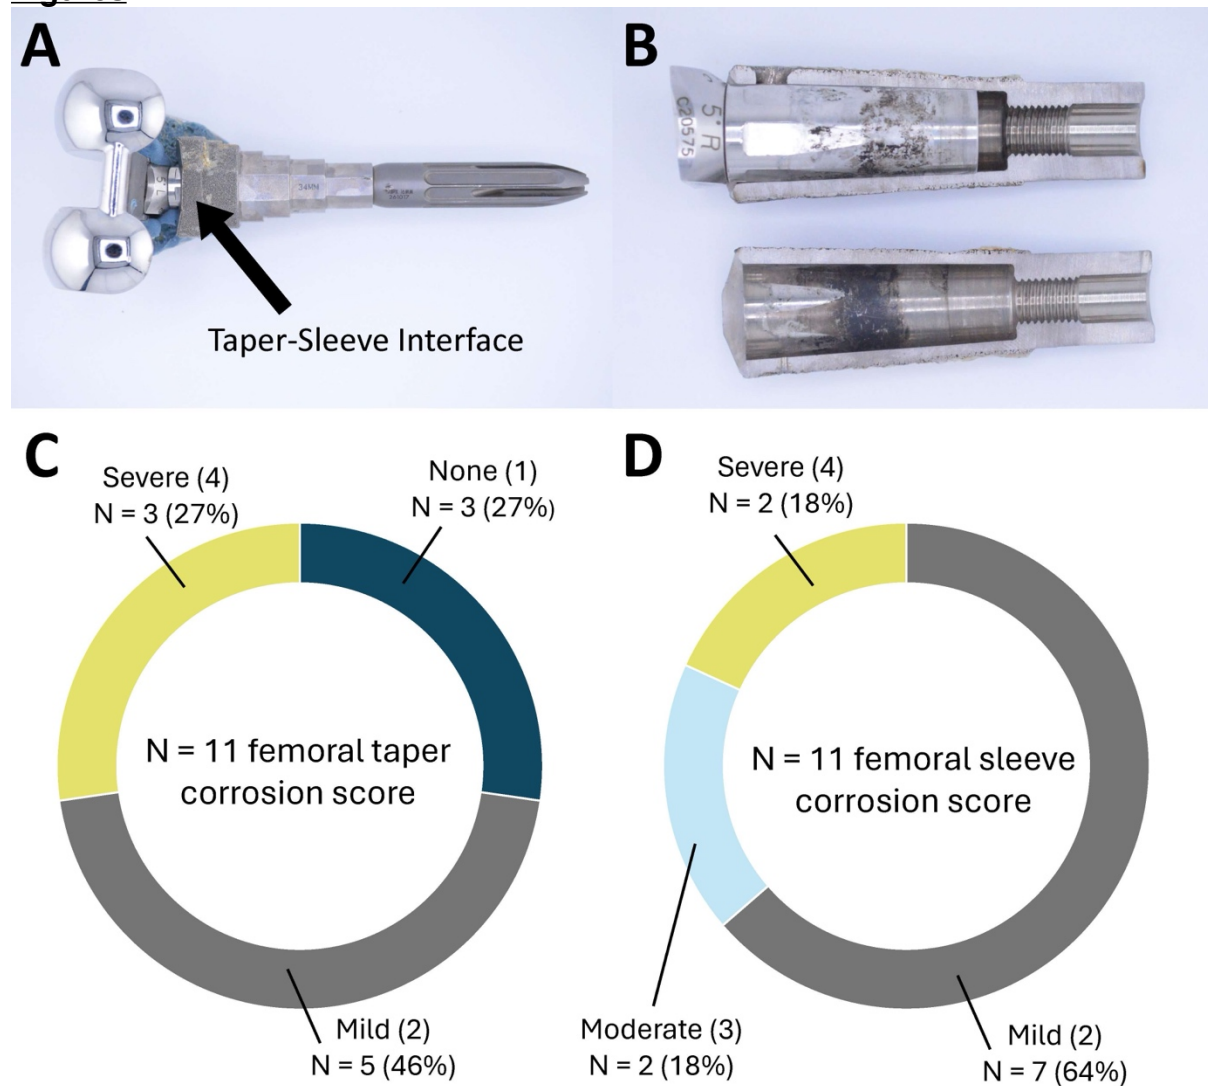 A
B
5 L
34MM
Taper-Sleeve Interface
5° R
C20575
C
D
Severe (4)
N = 3 (27%)
None (1)
N = 3 (27%)
Severe (4)
N = 2 (18%)
N = 11 femoral taper
corrosion score
N = 11 femoral sleeve
corrosion score
Mild (2)
N = 5 (46%)
Moderate (3)
N = 2 (18%)
Mild (2)
N = 7 (64%)